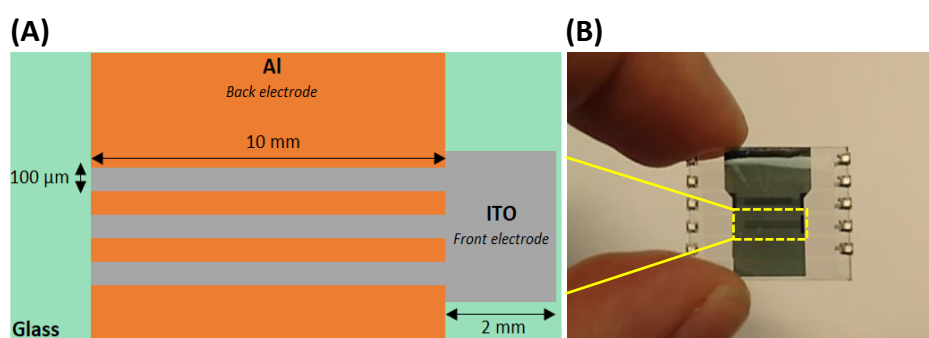 (A)
(B)
Al
Back electrode
10 mm
100 µm
ITO
Front electrode
2 mm
Glass